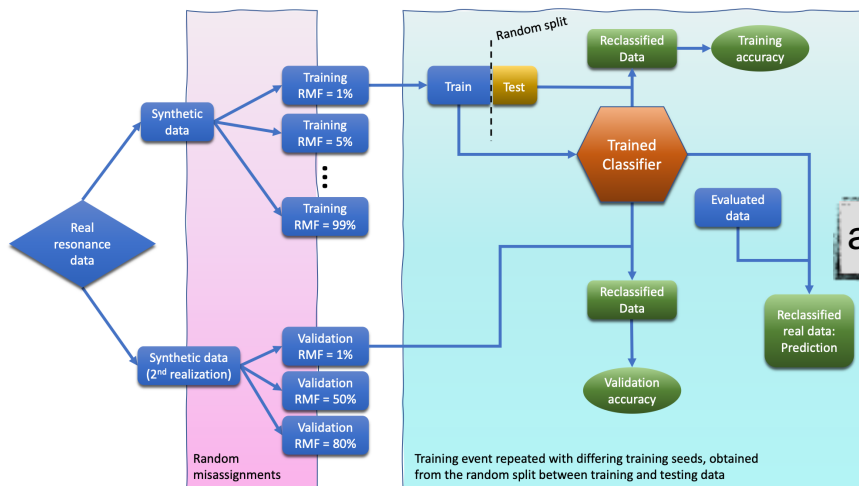 Random split
Reclassified
Data
Training
accuracy
Training
RMF = 1%
Train
Test
Synthetic
data
Training
RMF = 5%
Trained
Classifier
⋮
Training
RMF = 99%
Evaluated
data
Real
resonance
data
a
Reclassified
Data
Reclassified
real data:
Prediction
Synthetic data
(2nd realization)
Validation
RMF = 1%
Validation
RMF = 50%
Validation
accuracy
Validation
RMF = 80%
Random
misassignments
Training event repeated with differing training seeds, obtained
from the random split between training and testing data